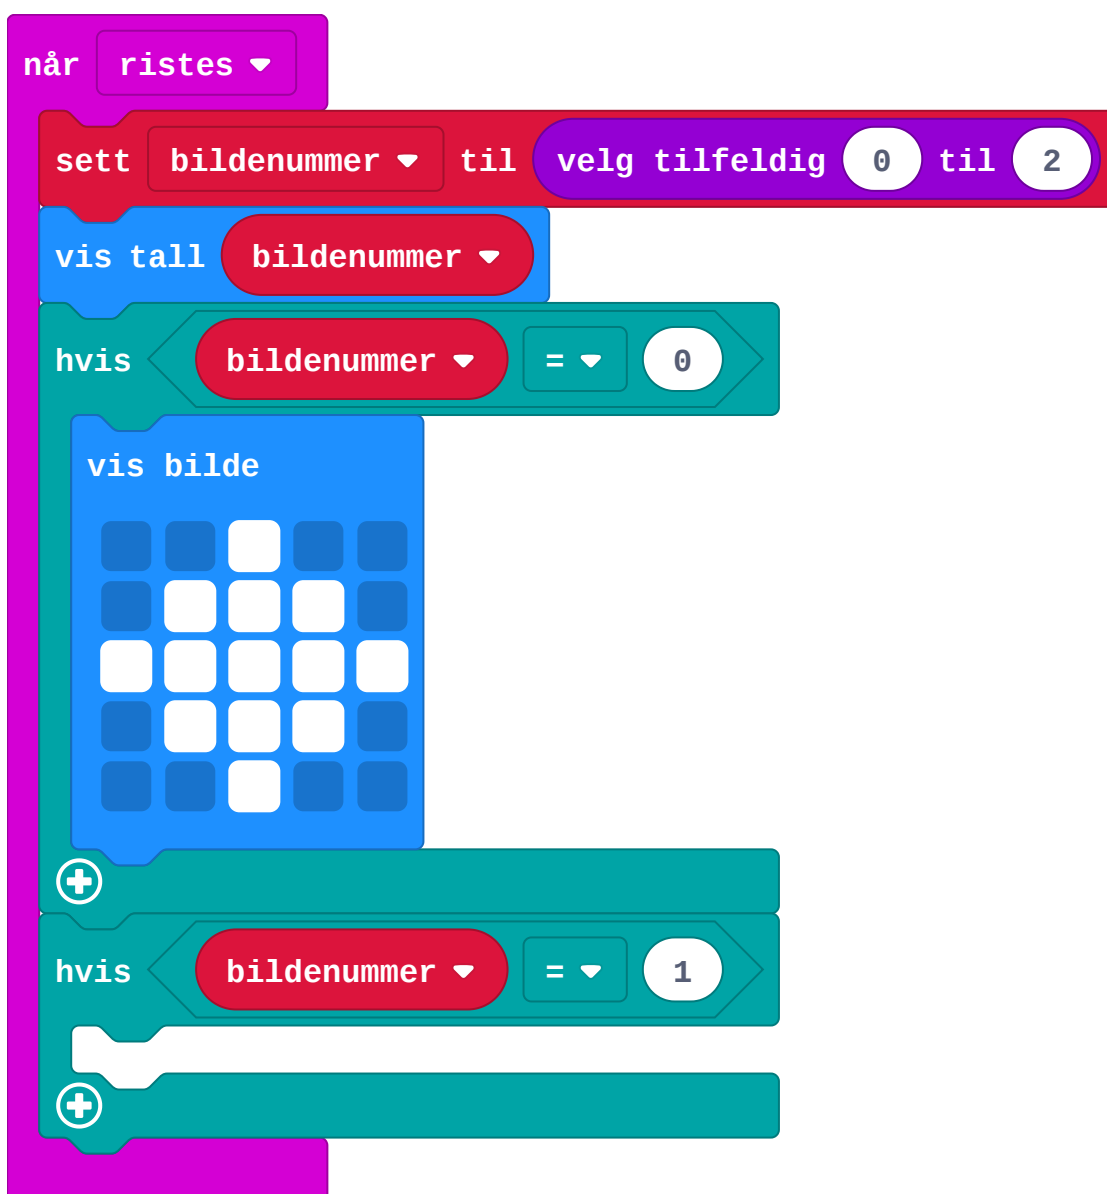 når ristes
sett bildenummer til velg tilfeldig 0 til 2
vis tall bildenummer
hvis bildenummer = 0
vis bilde
hvis bildenummer = 1